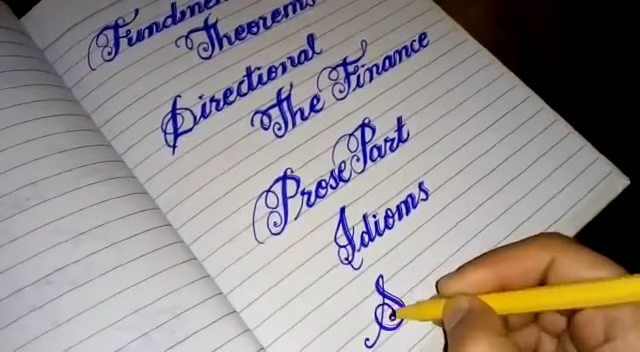 Theorems
Directional
The Finance
Prose Part
Idioms
S